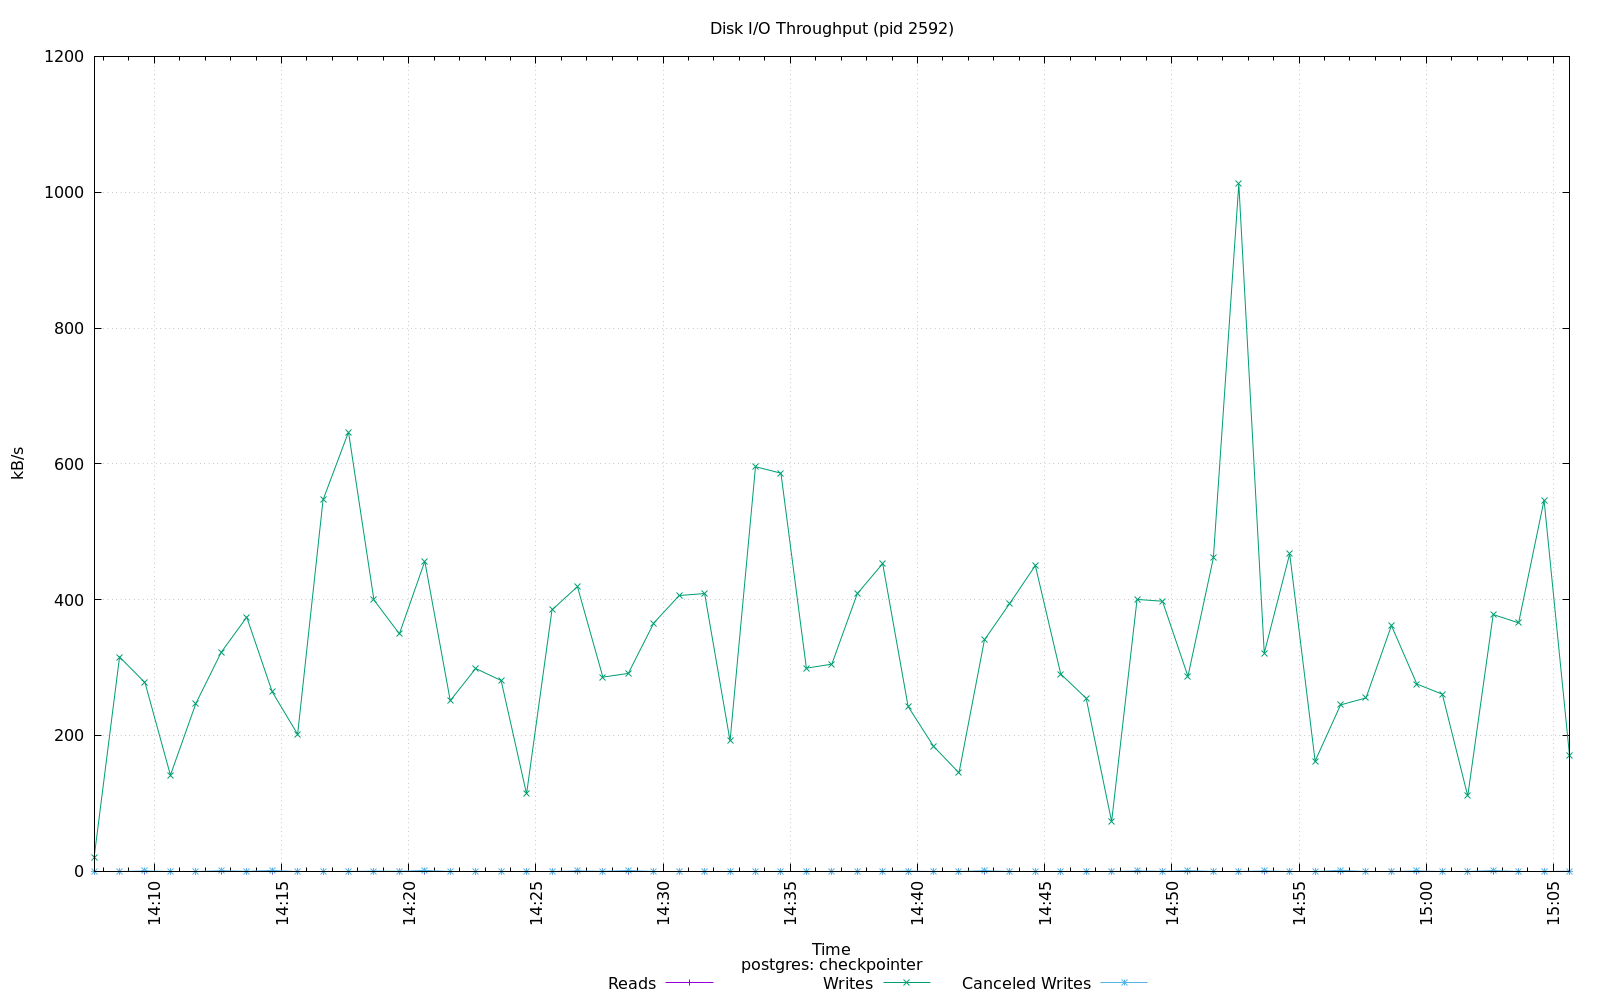 Disk I/O Throughput (pid 2592)
1200
1000
800
600
400
200
0
kB/s
14:10 14:15 14:20 14:25 14:30 14:35 14:40 14:45 14:50 14:55 15:00 15:05
Time
postgres: checkpointer
Reads Writes Canceled Writes